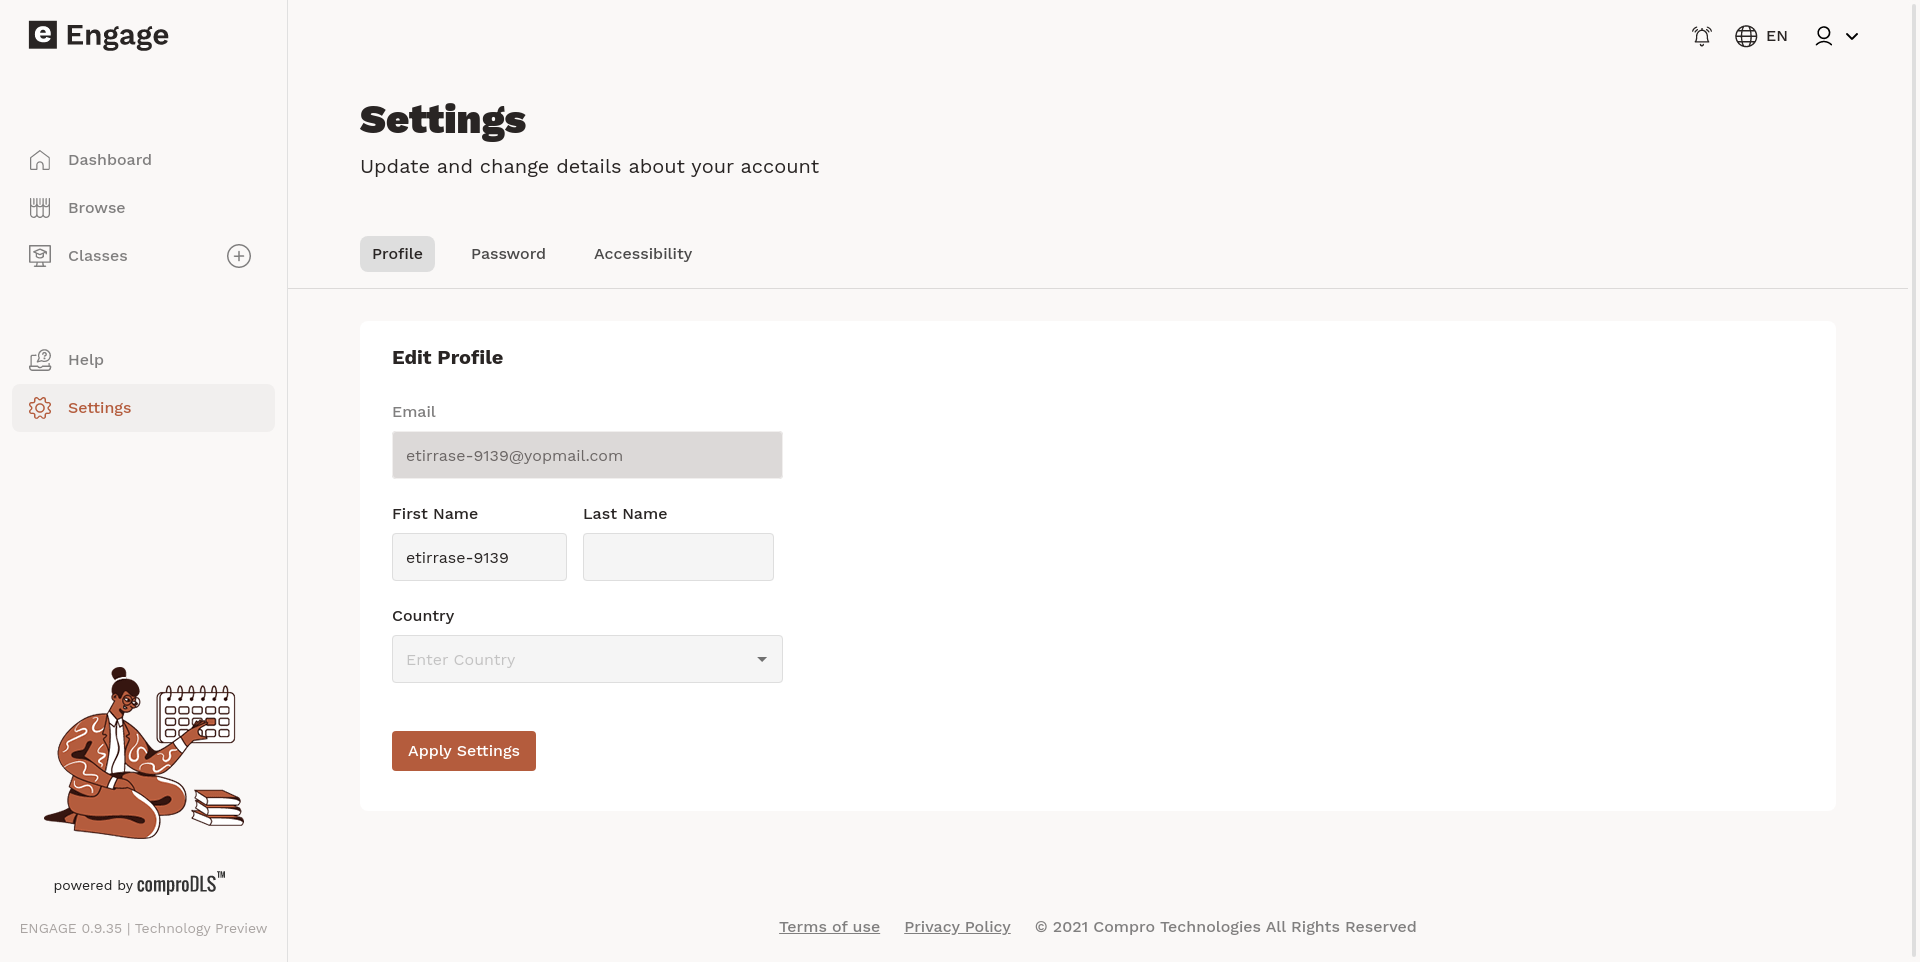 e Engage
EN
Settings
Update and change details about your account
Dashboard
Browse
Classes
Help
Settings
Profile
Password
Accessibility
Edit Profile
Email
etirrase-9139@yopmail.com
First Name
Last Name
etirrase-9139
Country
Enter Country
Apply Settings
powered by comproDLS™
ENGAGE 0.9.35 | Technology Preview
Terms of use
Privacy Policy
© 2021 Compro Technologies All Rights Reserved